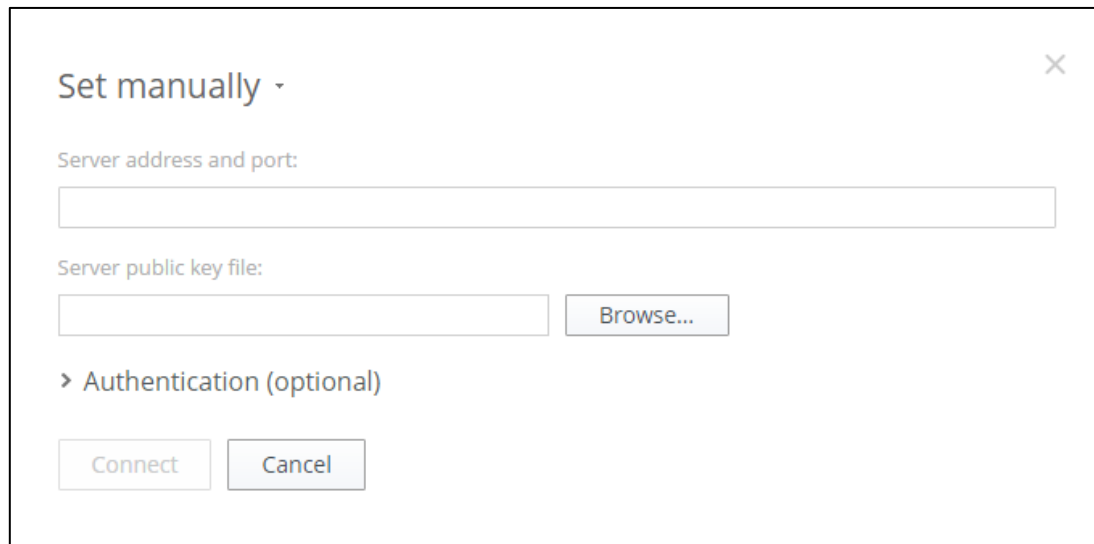 Set manually
Server address and port:
Server public key file:
Browse...
Authentication (optional)
Connect Cancel